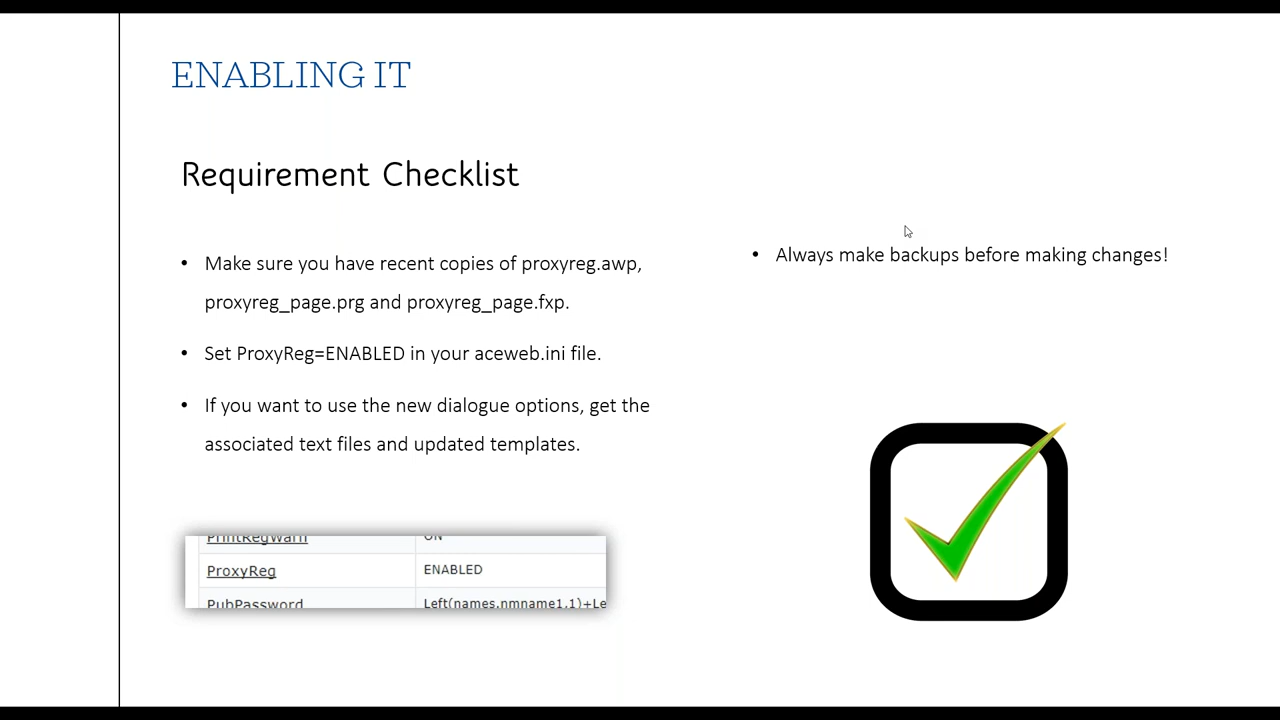 ENABLING IT
Requirement Checklist
• Make sure you have recent copies of proxyreg.awp,
proxyreg_page.prg and proxyreg_page.fxp.
• Set ProxyReg=ENABLED in your aceweb.ini file.
• If you want to use the new dialogue options, get the
associated text files and updated templates.
• Always make backups before making changes!
PrintRegWarn ON
ProxyReg ENABLED
PubPassword Left(names.nmname1,1)+Le